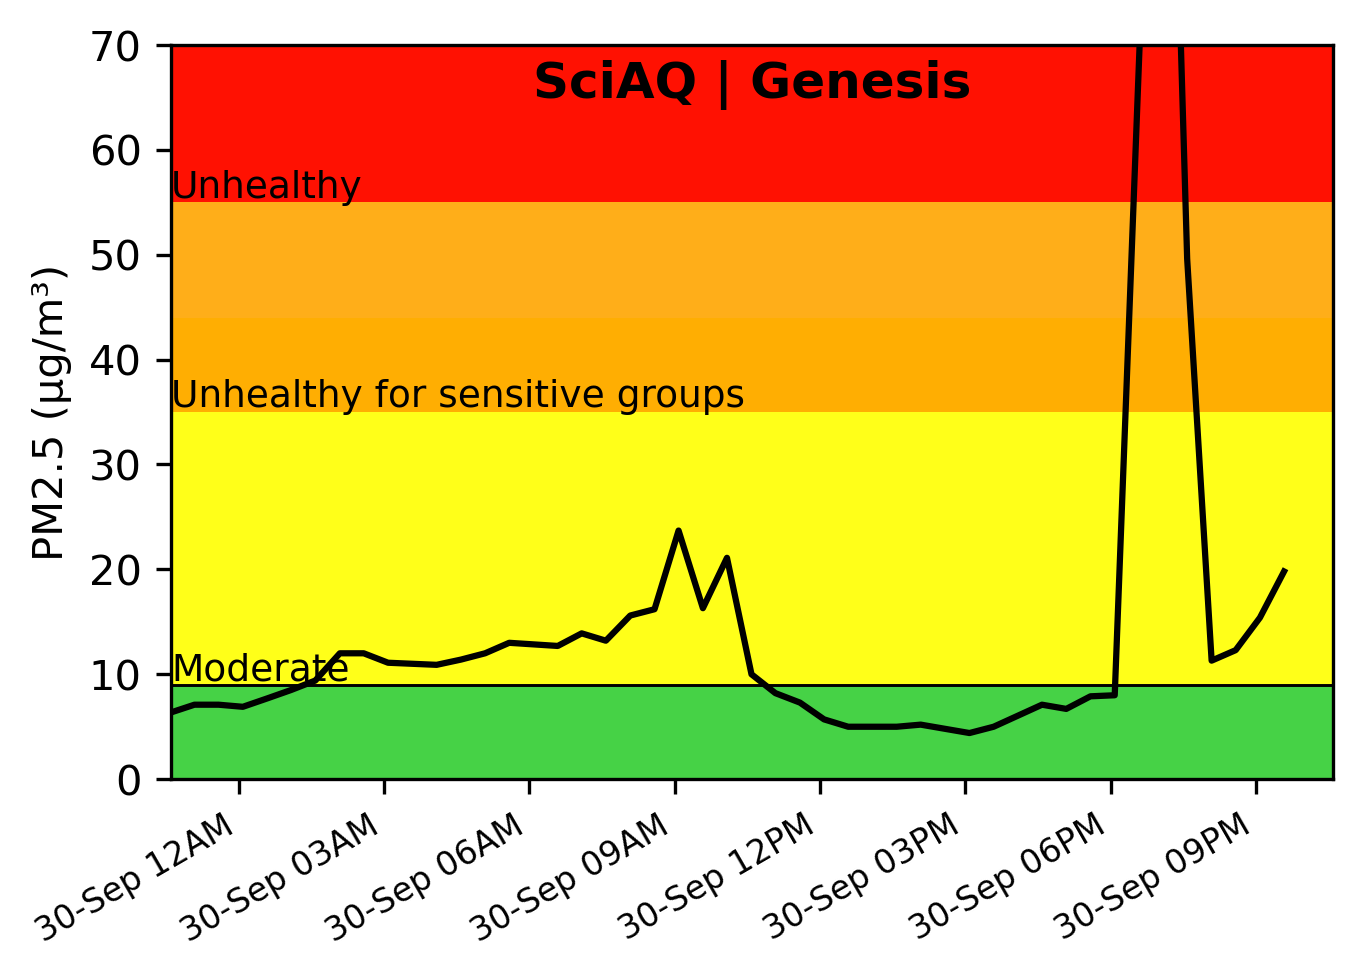 SciAQ | Genesis
PM2.5 (µg/m³)
70
60
50
40
30
20
10
0
Unhealthy
Unhealthy for sensitive groups
Moderate
30-Sep 12AM
30-Sep 03AM
30-Sep 06AM
30-Sep 09AM
30-Sep 12PM
30-Sep 03PM
30-Sep 06PM
30-Sep 09PM